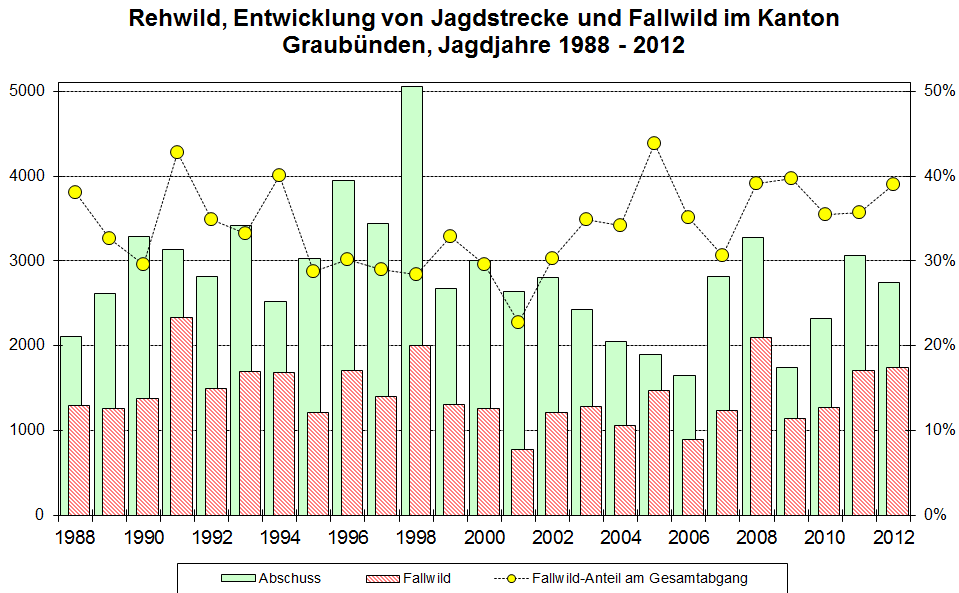 Rehwild, Entwicklung von Jagdstrecke und Fallwild im Kanton
Graubünden, Jagdjahre 1988 - 2012
5000 50%
4000 40%
3000 30%
2000 20%
1000 10%
0 0%
1988 1990 1992 1994 1996 1998 2000 2002 2004 2006 2008 2010 2012
Abschuss Fallwild Fallwild-Anteil am Gesamtabgang